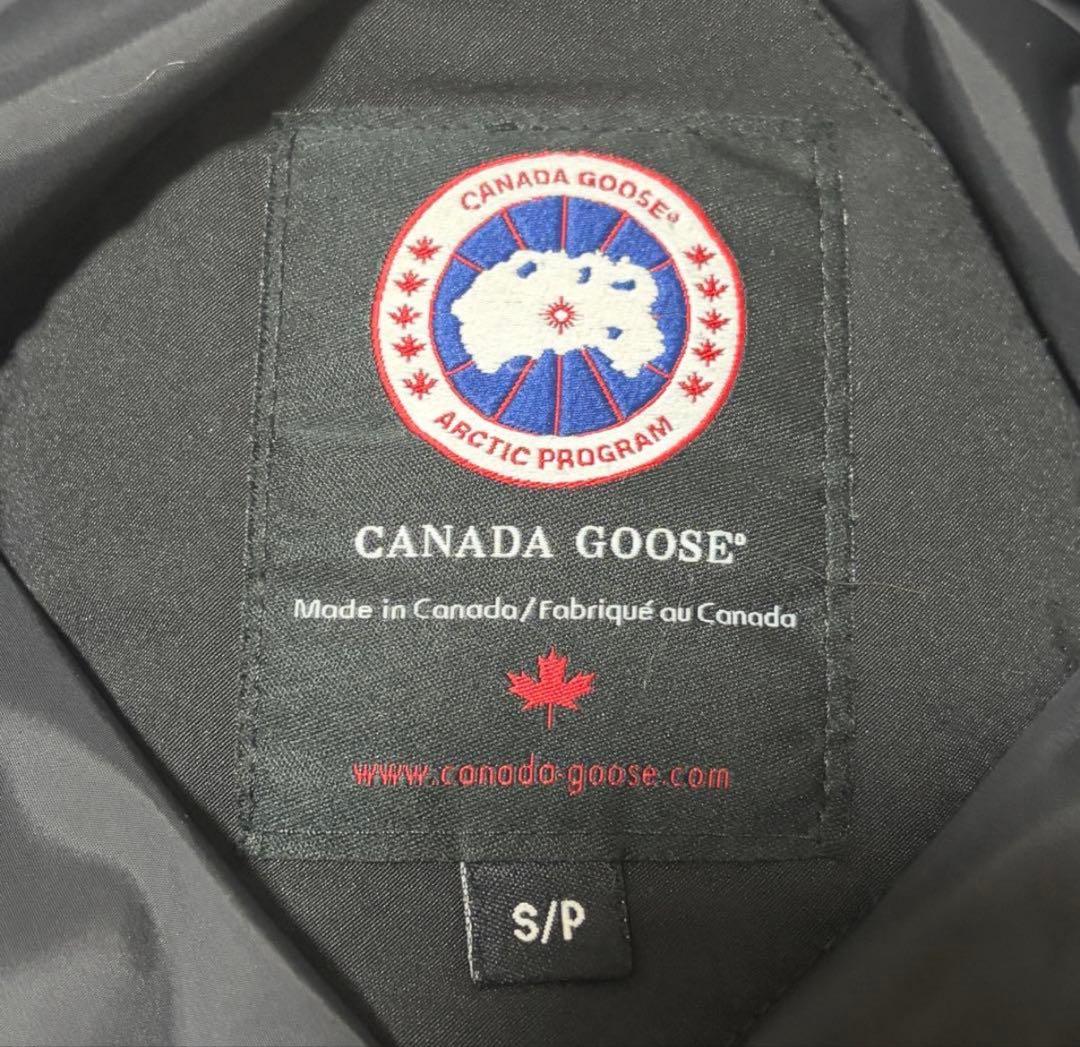 CANADA GOOSE®
ARCTIC PROGRAM
CANADA GOOSE®
Made in Canada/Fabriqué au Canada
www.canada-goose.com
S/P